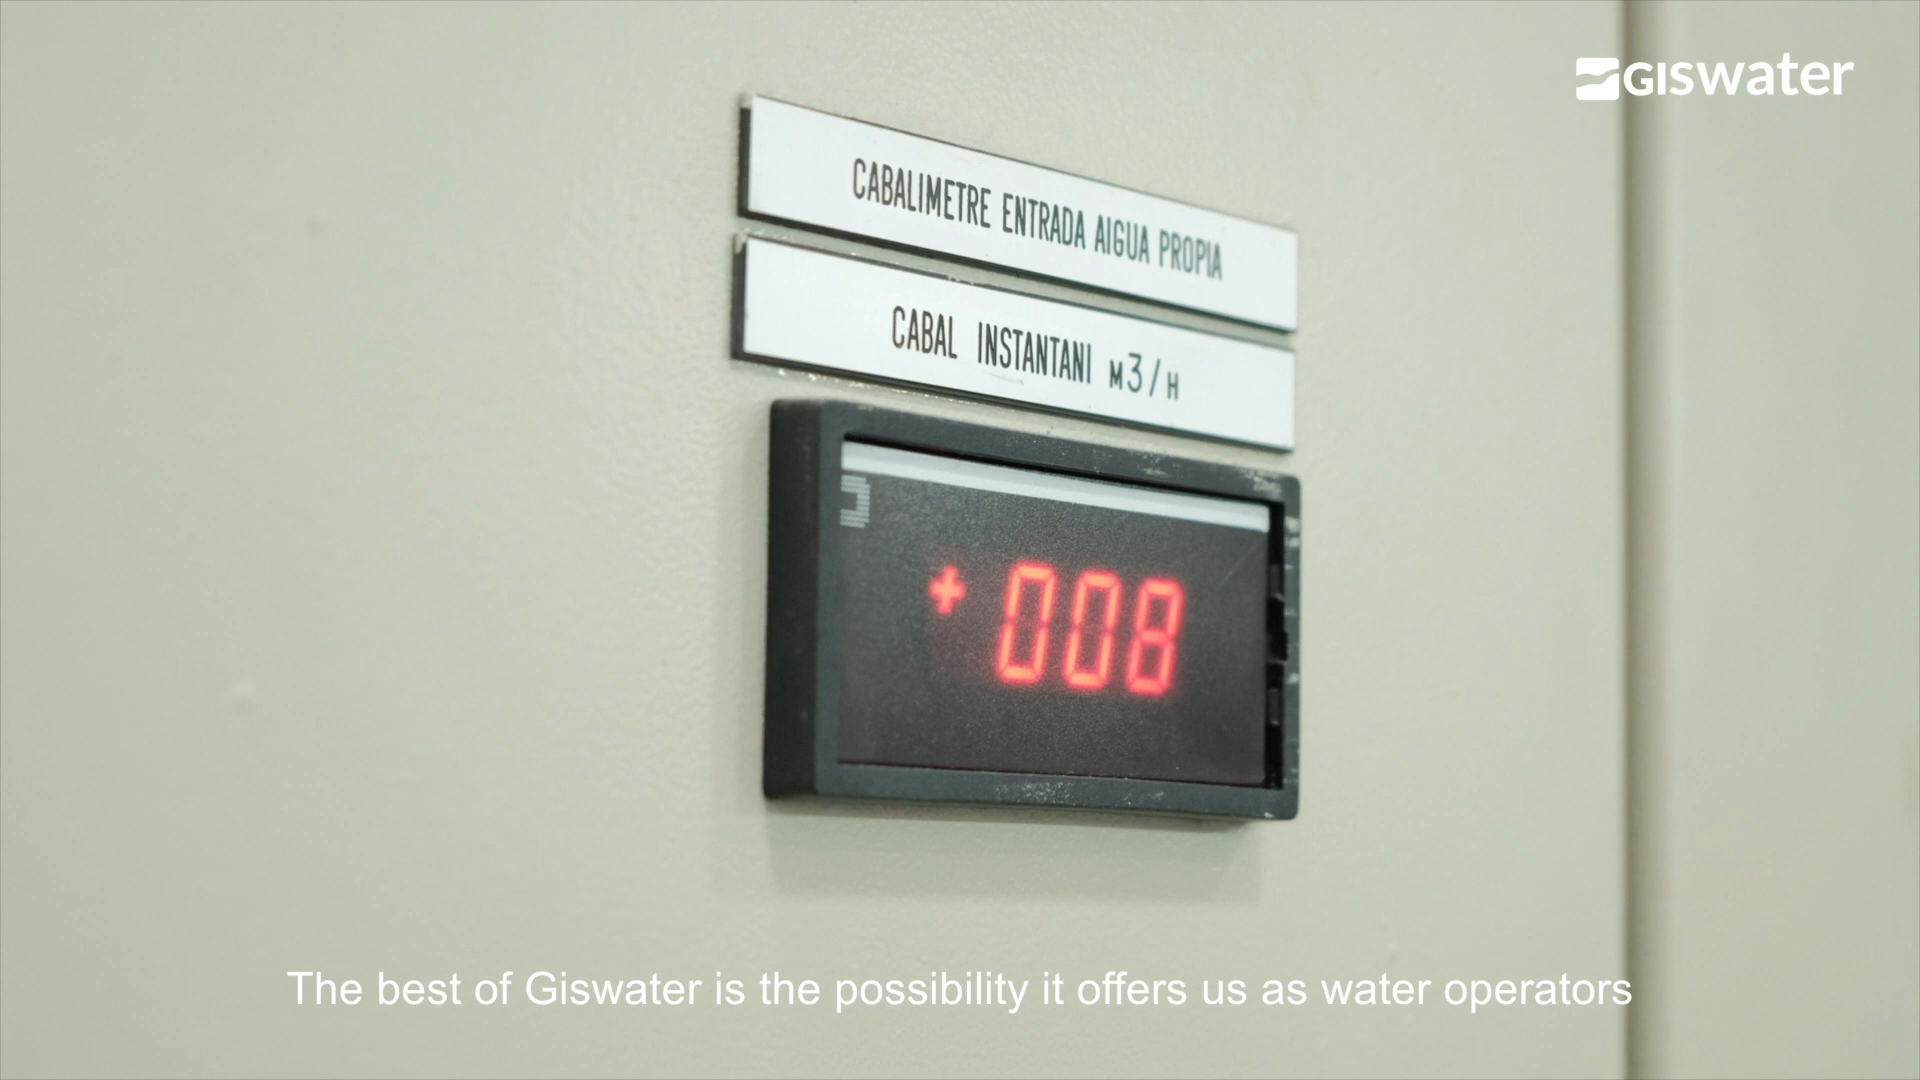 GISwater
CABALIMETRE ENTRADA AIGUA PROPIA
CABAL INSTANTANI M3/H
+008
The best of Giswater is the possibility it offers us as water operators